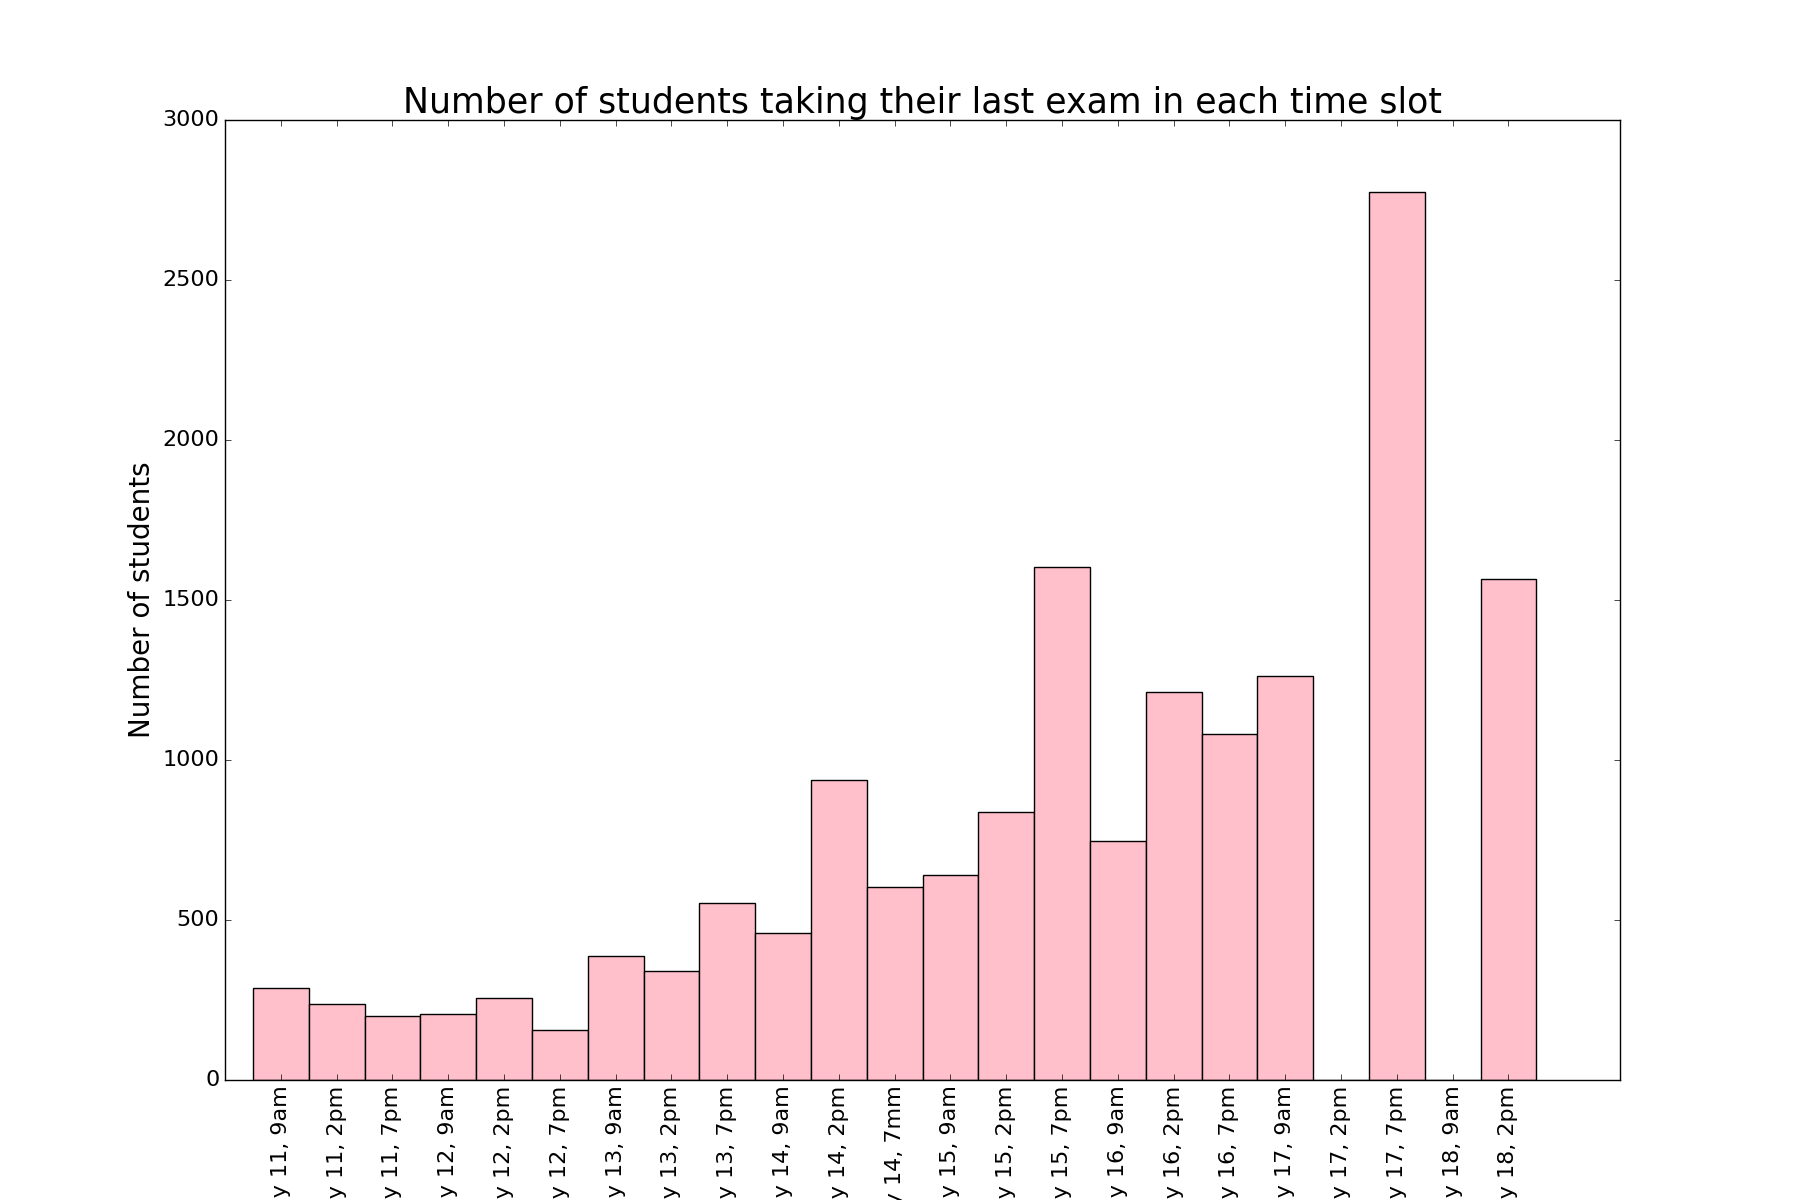 Number of students taking their last exam in each time slot
3000
2500
2000
1500
1000
500
0
Number of students
y 11, 9am
y 11, 2pm
y 11, 7pm
y 12, 9am
y 12, 2pm
y 12, 7pm
y 13, 9am
y 13, 2pm
y 13, 7pm
y 14, 9am
y 14, 2pm
y 14, 7mm
y 15, 9am
y 15, 2pm
y 15, 7pm
y 16, 9am
y 16, 2pm
y 16, 7pm
y 17, 9am
y 17, 2pm
y 17, 7pm
y 18, 9am
y 18, 2pm